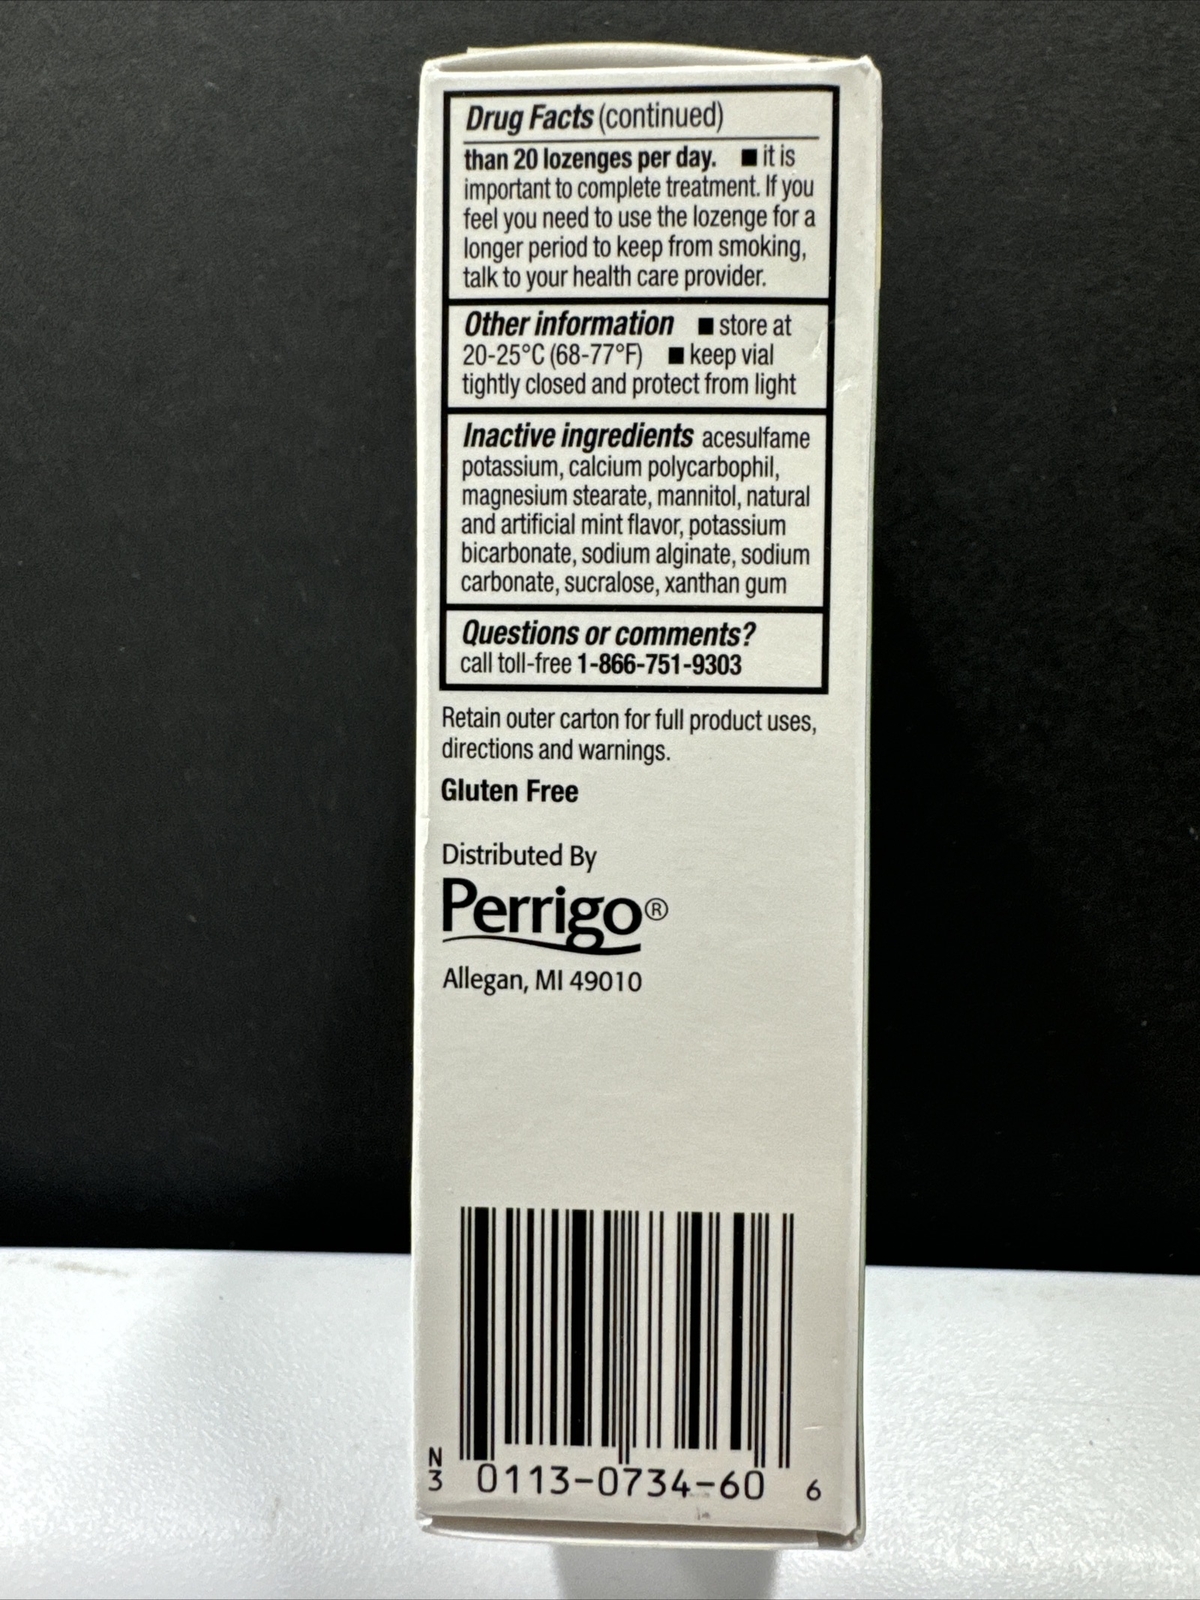 Drug Facts (continued)
than 20 lozenges per day. ■ it is
important to complete treatment. If you
feel you need to use the lozenge for a
longer period to keep from smoking,
talk to your health care provider.
Other information ■ store at
20-25°C (68-77°F) ■ keep vial
tightly closed and protect from light
Inactive ingredients acesulfame
potassium, calcium polycarbophil,
magnesium stearate, mannitol, natural
and artificial mint flavor, potassium
bicarbonate, sodium alginate, sodium
carbonate, sucralose, xanthan gum
Questions or comments?
call toll-free 1-866-751-9303
Retain outer carton for full product uses,
directions and warnings.
Gluten Free
Distributed By
Perrigo®
Allegan, MI 49010
N
3 0113-0734-60 6